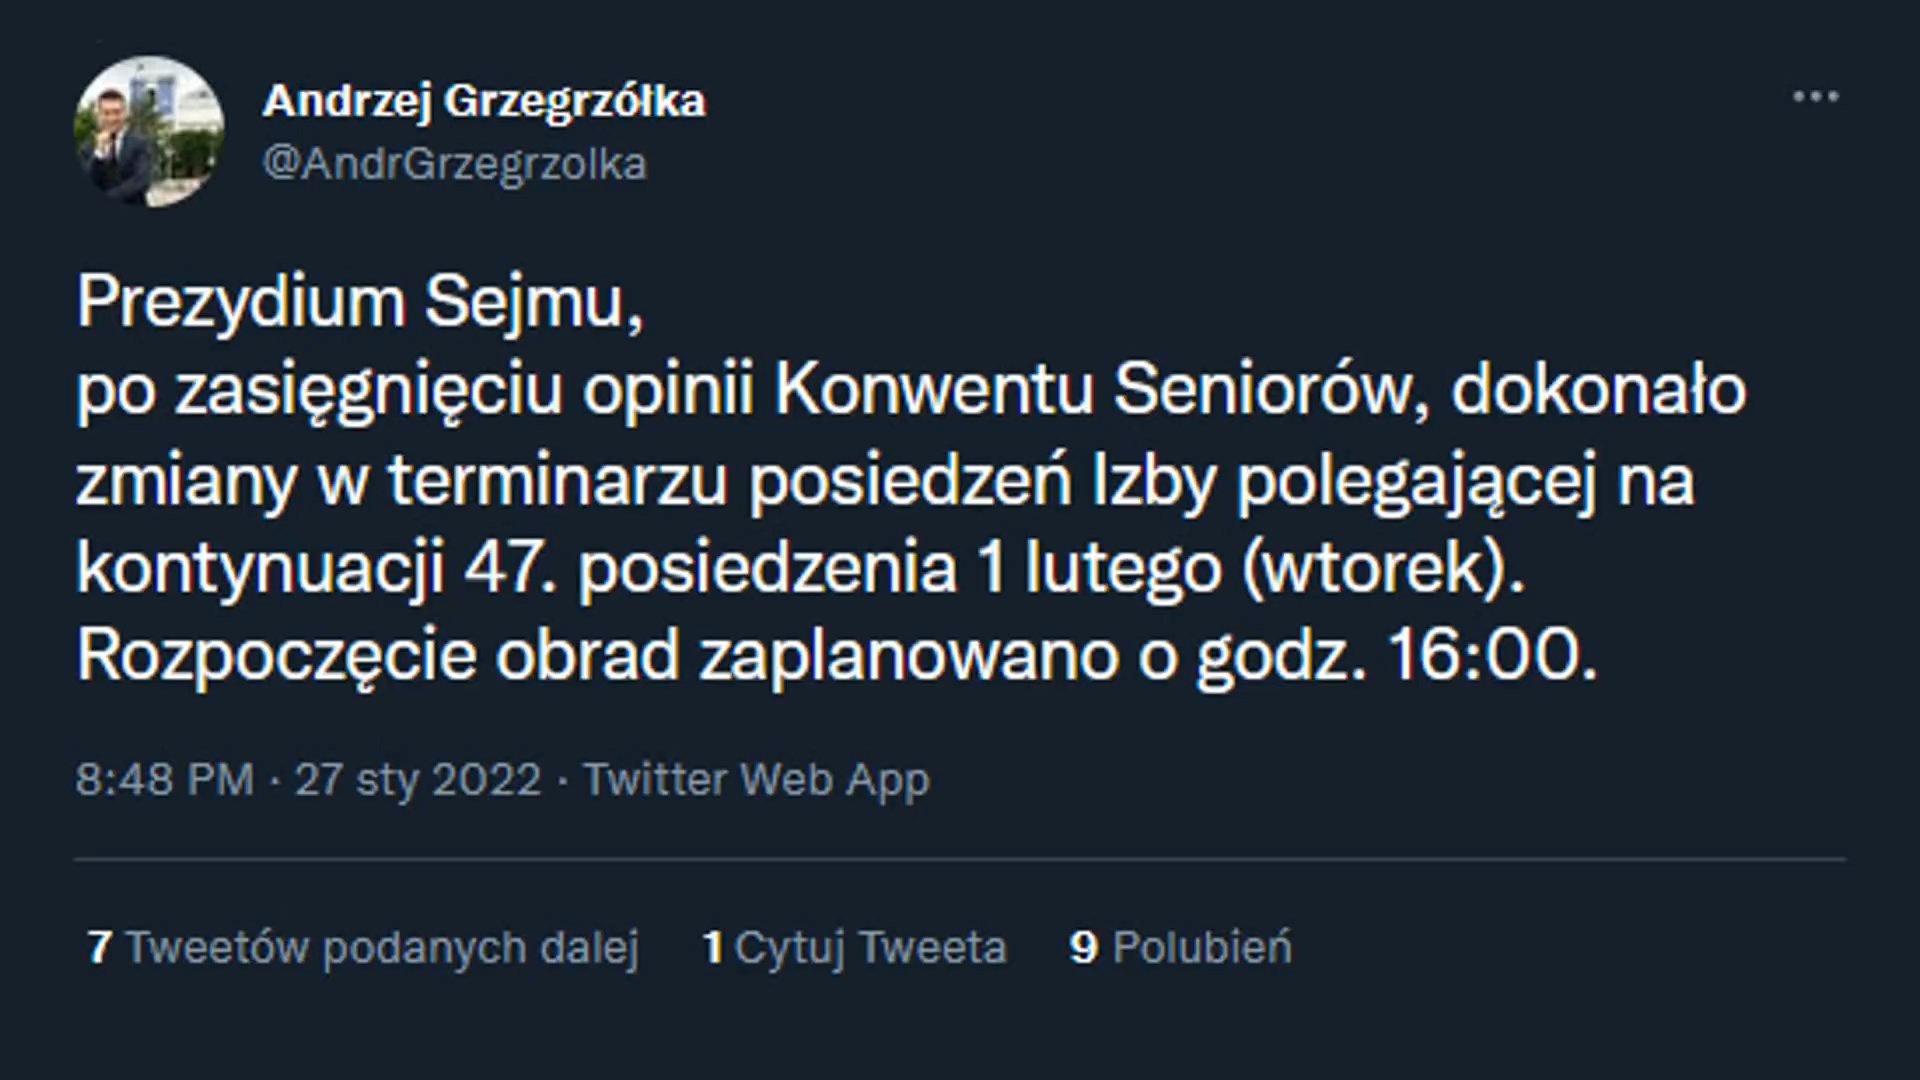 Andrzej Grzegrzółka
@AndrGrzegrzolka
Prezydium Sejmu,
po zasięgnięciu opinii Konwentu Seniorów, dokonało
zmiany w terminarzu posiedzeń Izby polegającej na
kontynuacji 47. posiedzenia 1 lutego (wtorek).
Rozpoczęcie obrad zaplanowano o godz. 16:00.
8:48 PM · 27 sty 2022 · Twitter Web App
7 Tweetów podanych dalej 1 Cytuj Tweeta 9 Polubień